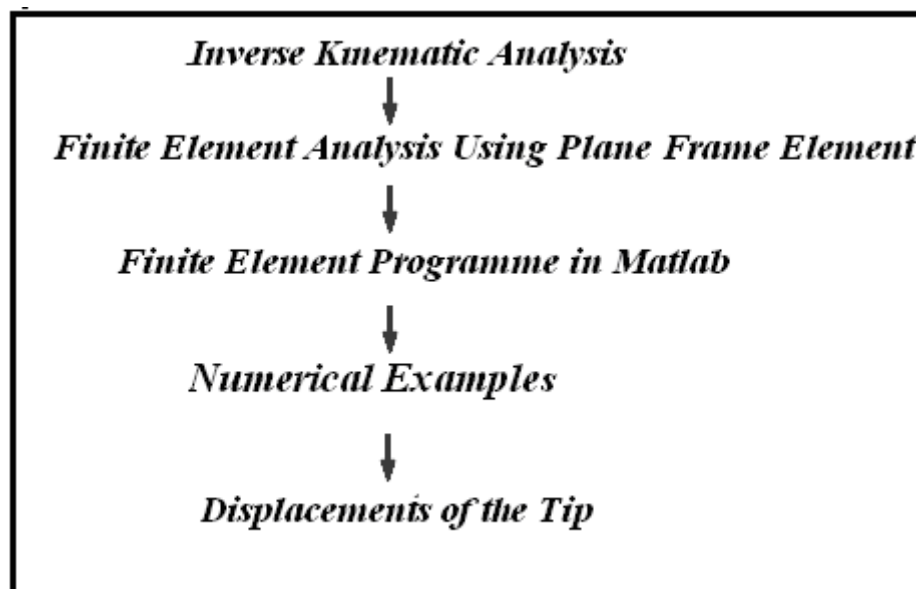 Inverse Kinematic Analysis
Finite Element Analysis Using Plane Frame Element
Finite Element Programme in Matlab
Numerical Examples
Displacements of the Tip